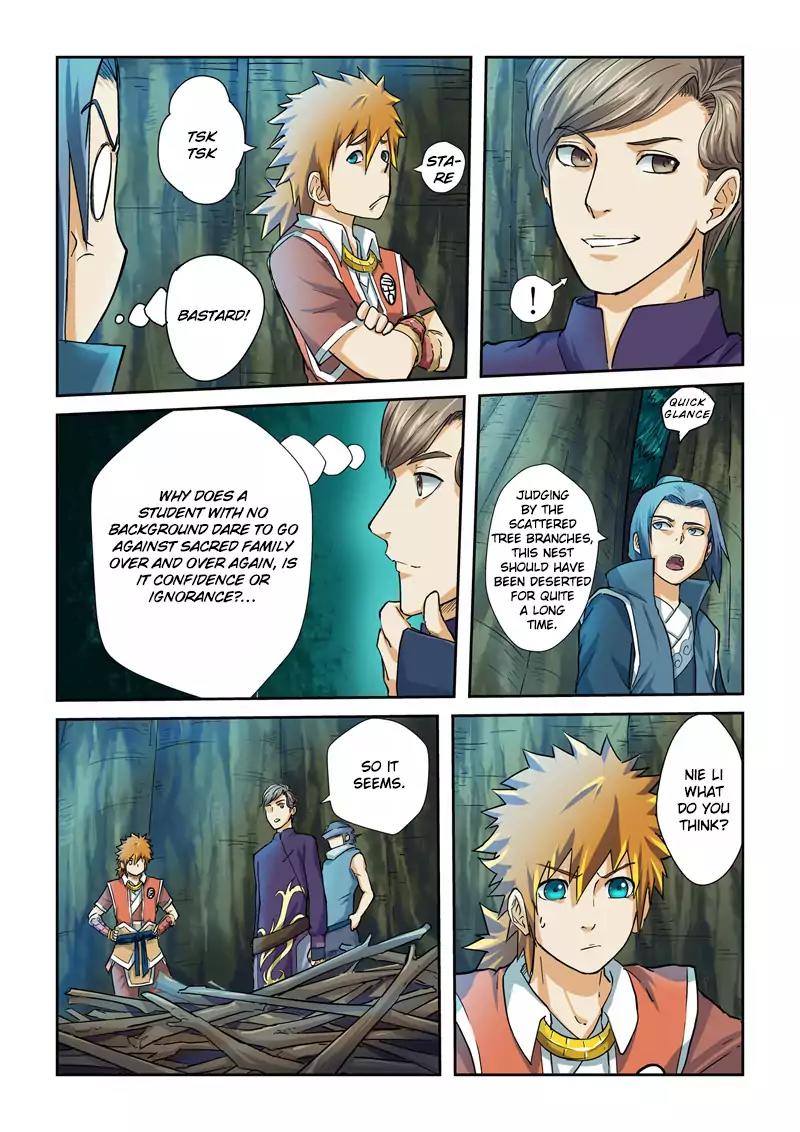 TSK
TSK
STA-
RE
BASTARD!
!
WHY DOES A
STUDENT WITH NO
BACKGROUND DARE TO GO
AGAINST SACRED FAMILY
OVER AND OVER AGAIN, IS
IT CONFIDENCE OR
IGNORANCE?...
QUICK
GLANCE
JUDGING
BY THE
SCATTERED
TREE BRANCHES,
THIS NEST
SHOULD HAVE
BEEN DESERTED
FOR QUITE
A LONG
TIME.
SO IT
SEEMS.
NIE LI
WHAT
DO YOU
THINK?